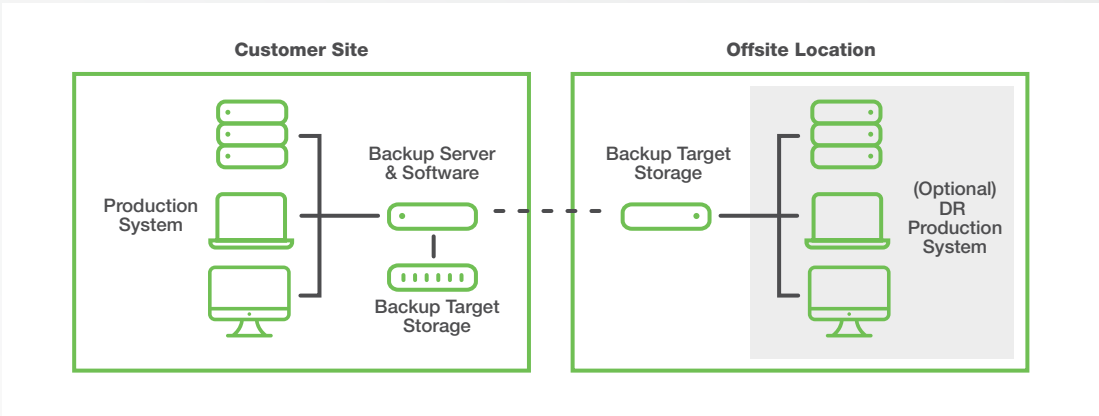 Customer Site
Offsite Location
Production
System
Backup Server
& Software
Backup Target
Storage
Backup Target
Storage
(Optional)
DR
Production
System